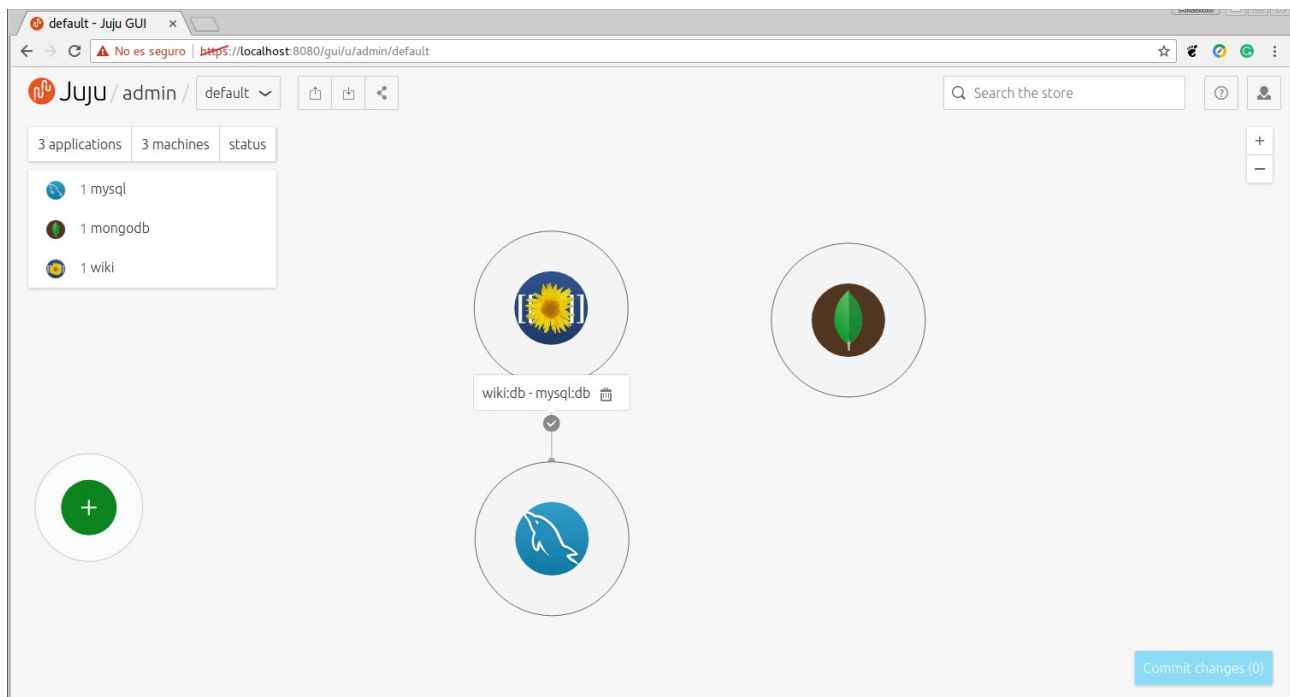 default - Juju GUI
No es seguro | https://localhost:8080/gui/u/admin/default
Juju / admin / default
Search the store
3 applications 3 machines status
1 mysql
1 mongodb
1 wiki
wiki:db - mysql:db
Commit changes (0)